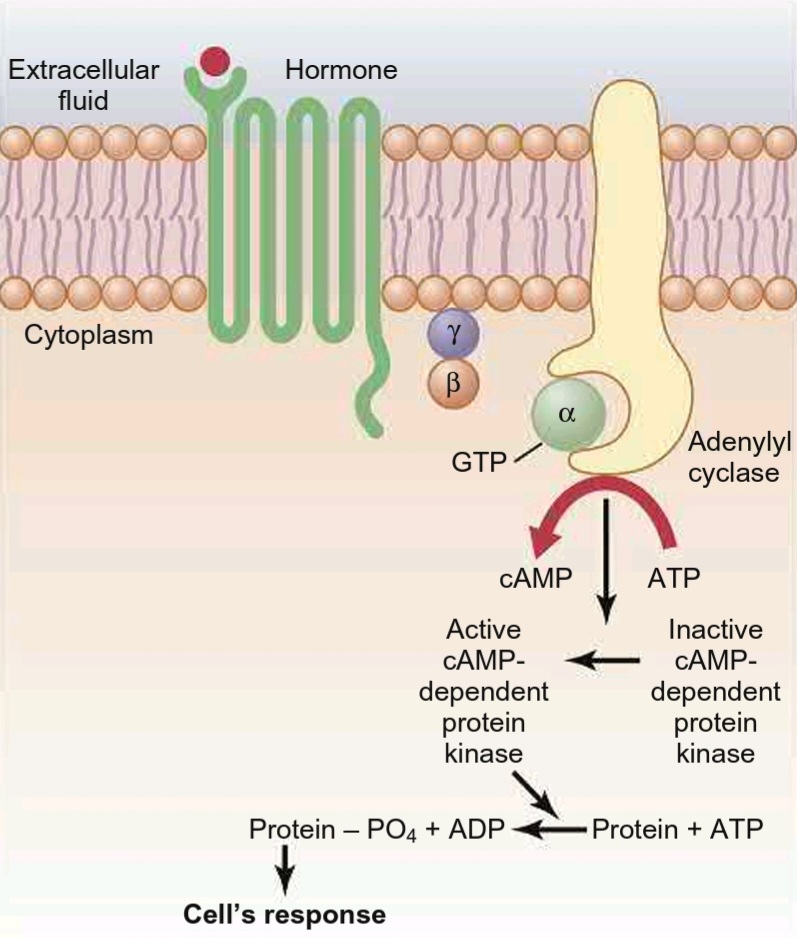 Extracellular
fluid
Hormone
Cytoplasm
γ
β
α
GTP
Adenylyl
cyclase
cAMP
ATP
Active
cAMP-
dependent
protein
kinase
Inactive
cAMP-
dependent
protein
kinase
Protein – PO₄ + ADP
Protein + ATP
Cell’s response